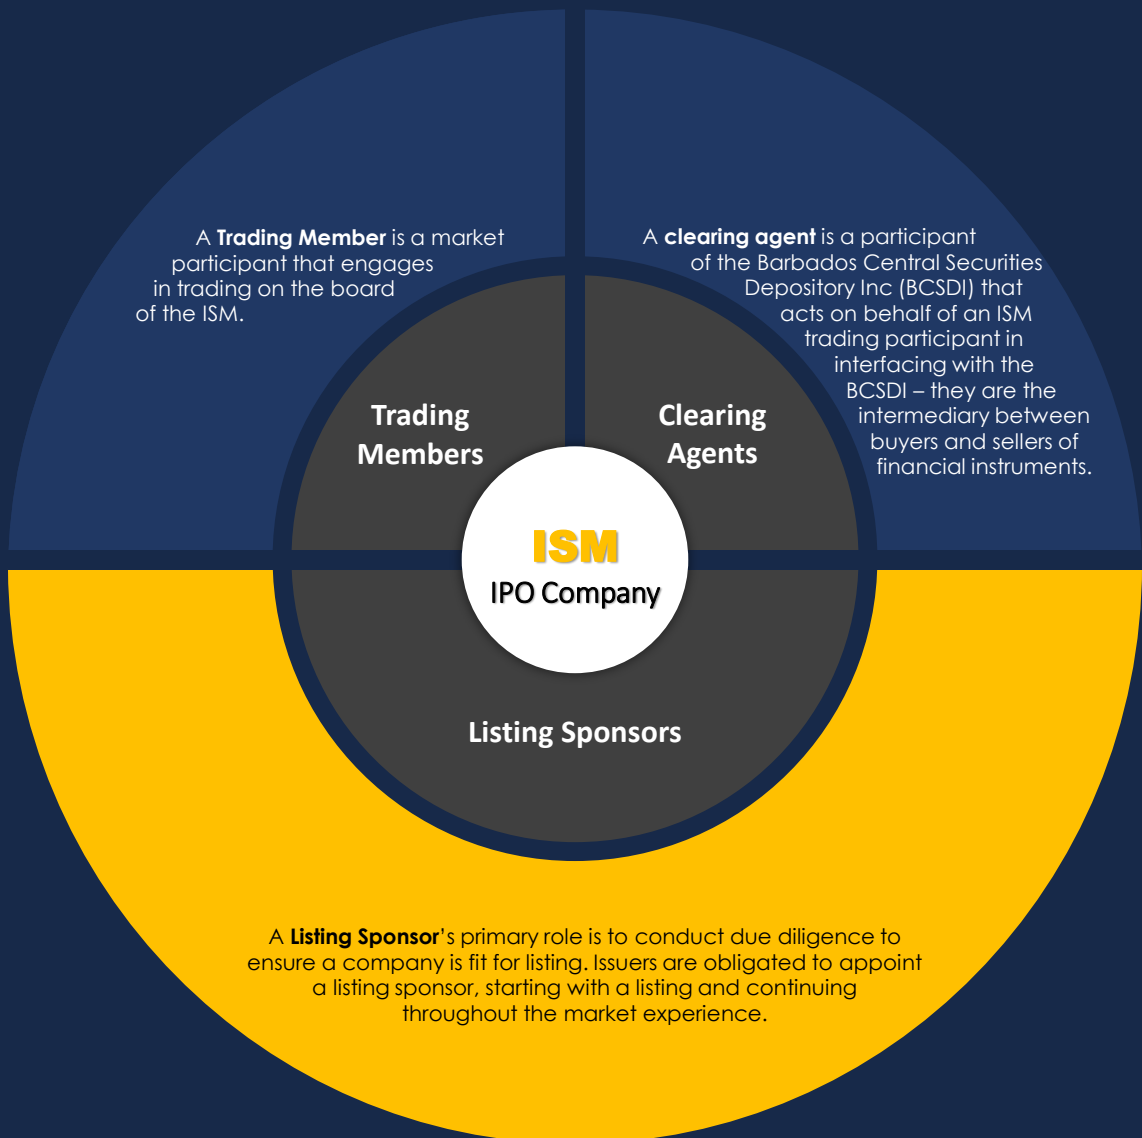 A Trading Member is a market
participant that engages
in trading on the board
of the ISM.
A clearing agent is a participant
of the Barbados Central Securities
Depository Inc (BCSDI) that
acts on behalf of an ISM
trading participant in
interfacing with the
BCSDI – they are the
intermediary between
buyers and sellers of
financial instruments.
Trading
Members
Clearing
Agents
ISM
IPO Company
Listing Sponsors
A Listing Sponsor's primary role is to conduct due diligence to
ensure a company is fit for listing. Issuers are obligated to appoint
a listing sponsor, starting with a listing and continuing
throughout the market experience.